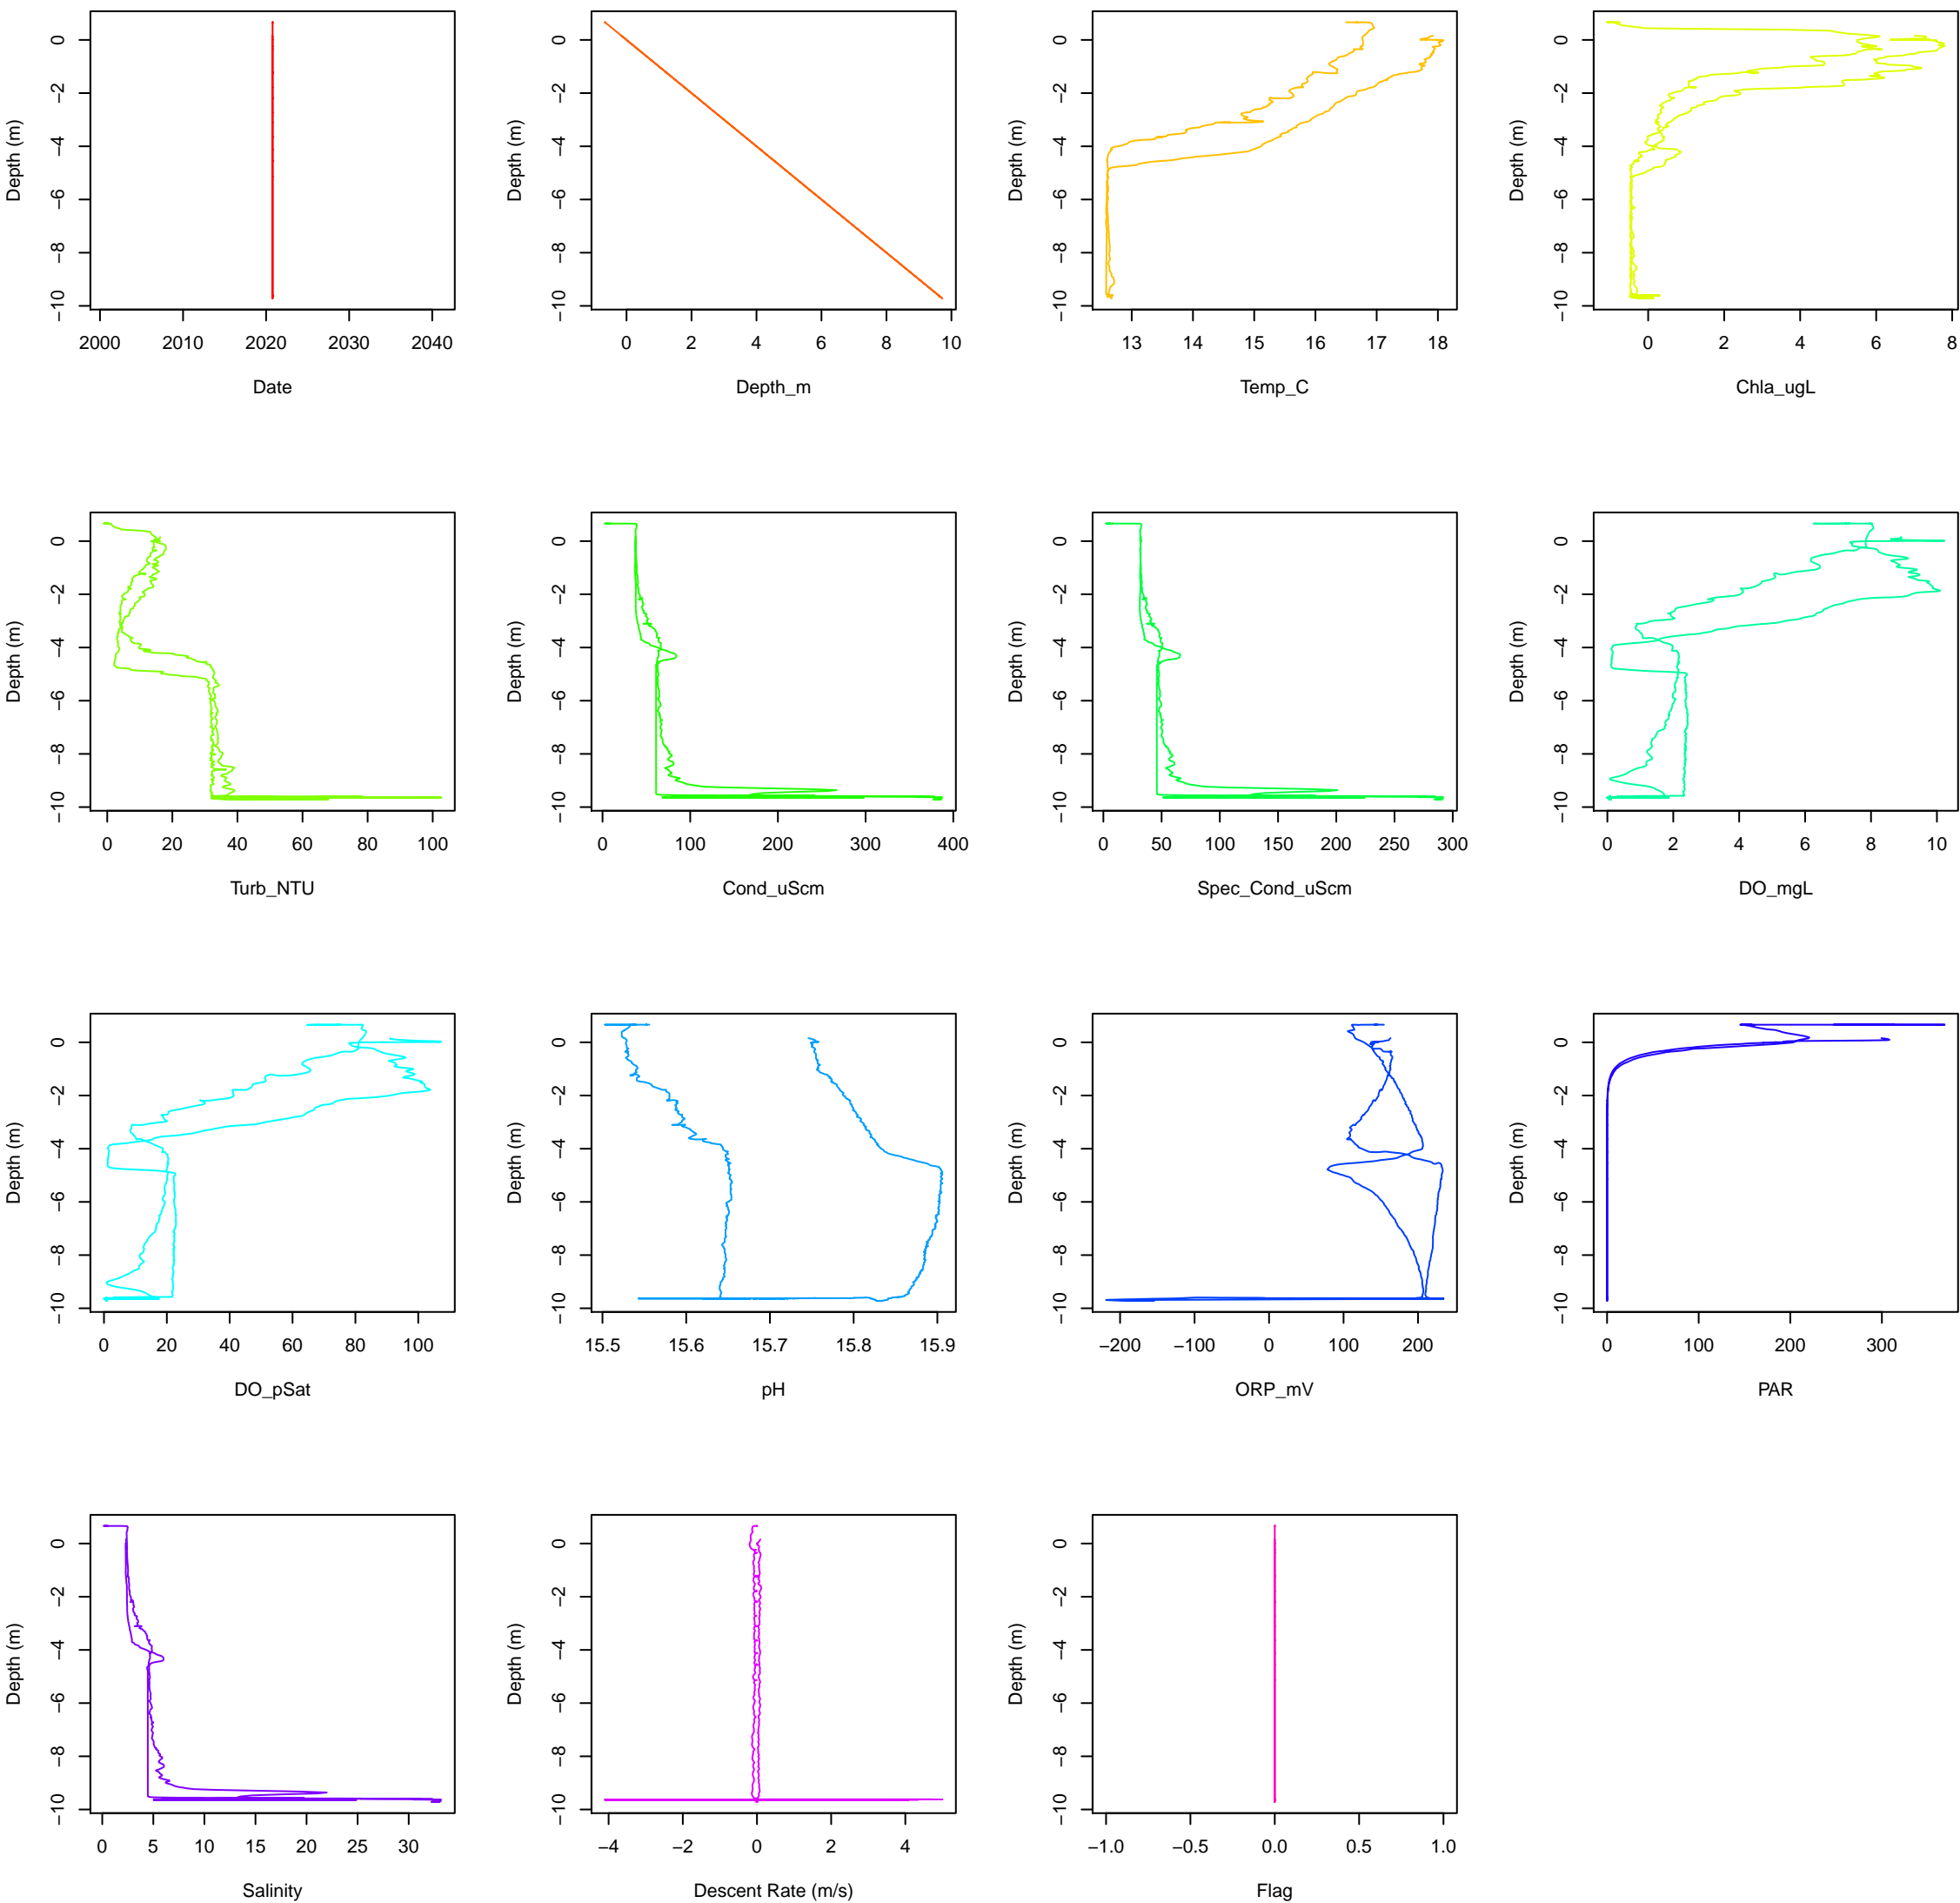 Depth (m)
0
−2
−4
−6
−8
−10
2000 2010 2020 2030 2040
Date
Depth (m)
0
−2
−4
−6
−8
−10
0 2 4 6 8 10
Depth_m
Depth (m)
0
−2
−4
−6
−8
−10
13 14 15 16 17 18
Temp_C
Depth (m)
0
−2
−4
−6
−8
−10
0 2 4 6 8
Chla_ugL
Depth (m)
0
−2
−4
−6
−8
−10
0 20 40 60 80 100
Turb_NTU
Depth (m)
0
−2
−4
−6
−8
−10
0 100 200 300 400
Cond_uScm
Depth (m)
0
−2
−4
−6
−8
−10
0 50 100 150 200 250 300
Spec_Cond_uScm
Depth (m)
0
−2
−4
−6
−8
−10
0 2 4 6 8 10
DO_mgL
Depth (m)
0
−2
−4
−6
−8
−10
0 20 40 60 80 100
DO_pSat
Depth (m)
0
−2
−4
−6
−8
−10
15.5 15.6 15.7 15.8 15.9
pH
Depth (m)
0
−2
−4
−6
−8
−10
−200 −100 0 100 200
ORP_mV
Depth (m)
0
−2
−4
−6
−8
−10
0 100 200 300
PAR
Depth (m)
0
−2
−4
−6
−8
−10
0 5 10 15 20 25 30
Salinity
Depth (m)
0
−2
−4
−6
−8
−10
−4 −2 0 2 4
Descent Rate (m/s)
Depth (m)
0
−2
−4
−6
−8
−10
−1.0 −0.5 0.0 0.5 1.0
Flag